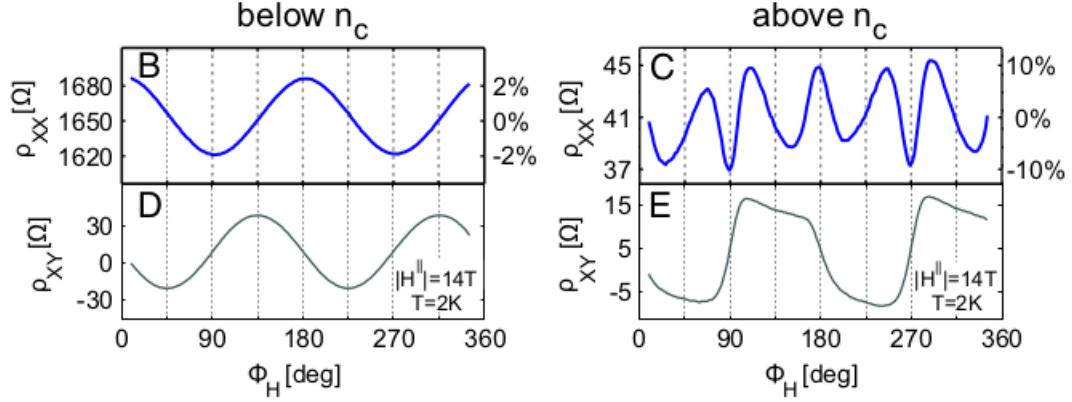 below n_c
above n_c
B
ρ_XX [Ω]
1680
1650
1620
2%
0%
-2%
C
ρ_XX [Ω]
45
41
37
10%
0%
-10%
D
ρ_XY [Ω]
30
0
-30
|H^||| = 14T
T=2K
0
90
180
270
360
Φ_H [deg]
E
ρ_XY [Ω]
15
5
-5
|H^||| = 14T
T=2K
0
90
180
270
360
Φ_H [deg]